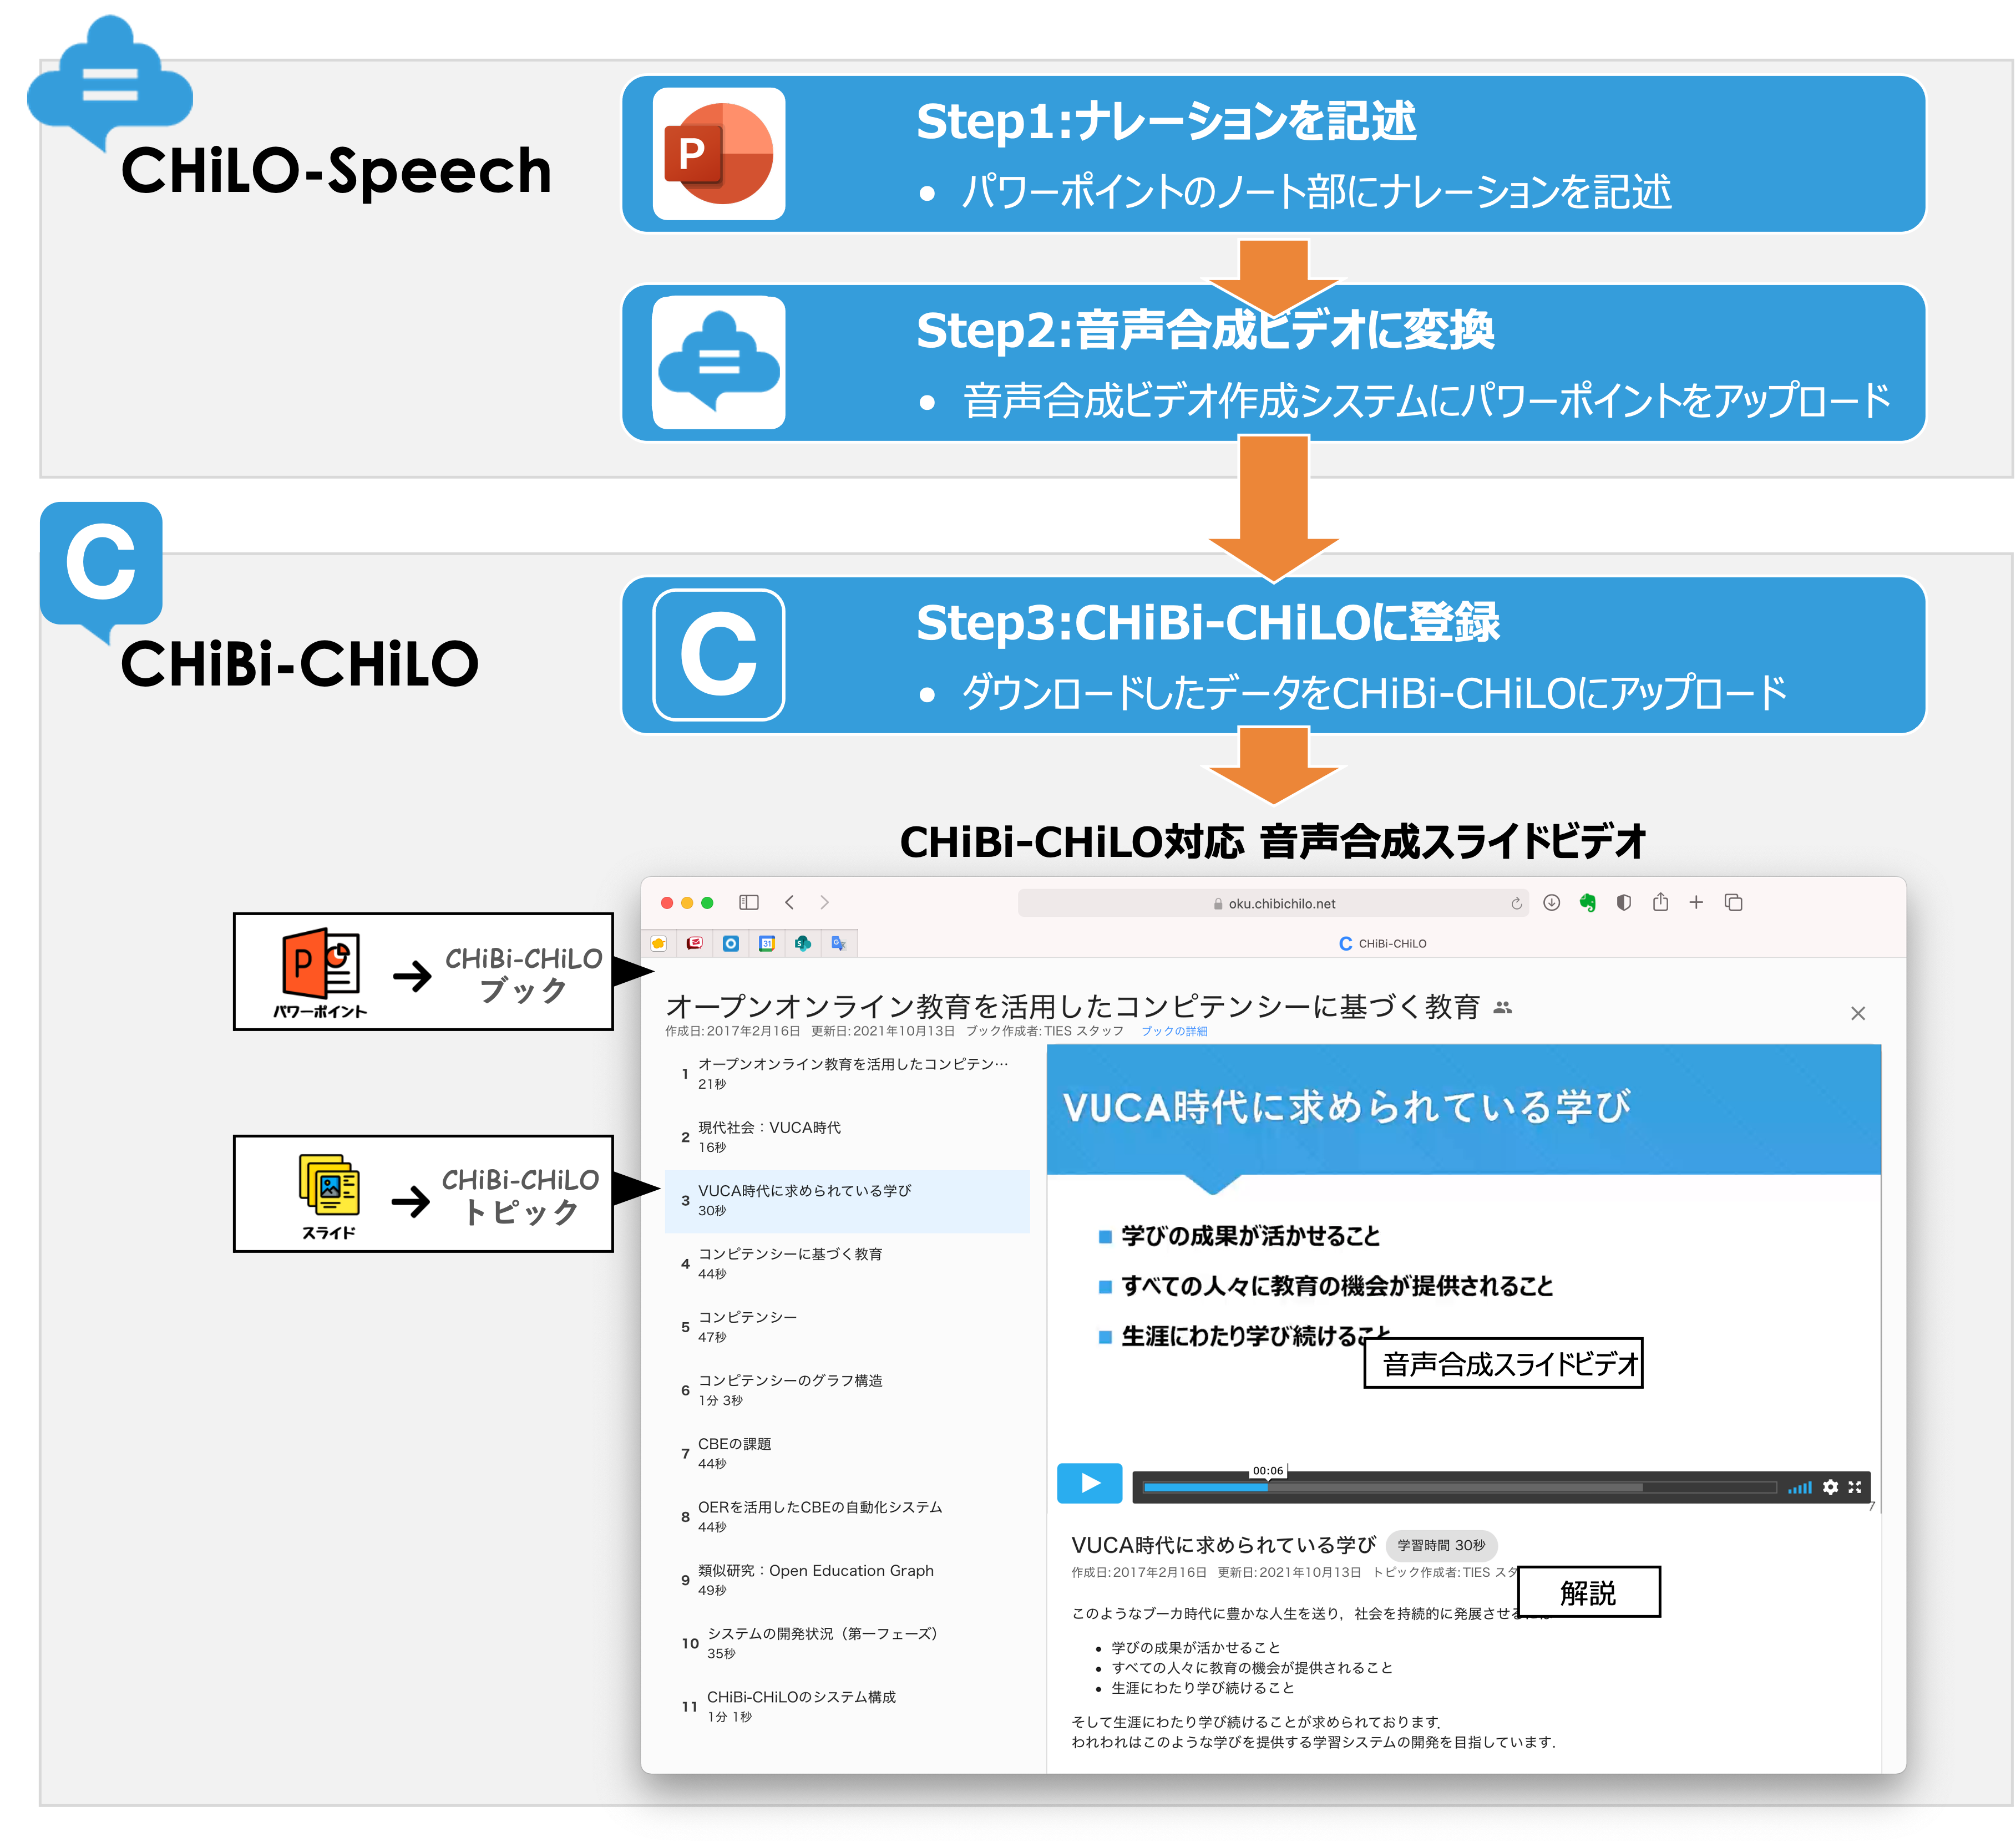 CHiLO-Speech
P
Step1:ナレーションを記述
• パワーポイントのノート部にナレーションを記述
Step2:音声合成ビデオに変換
• 音声合成ビデオ作成システムにパワーポイントをアップロード
C
CHiBi-CHiLO
C
Step3:CHiBi-CHiLOに登録
• ダウンロードしたデータをCHiBi-CHiLOにアップロード
CHiBi-CHiLO対応 音声合成スライドビデオ
oku.chibichilo.net
31
C CHiBi-CHiLO
P
パワーポイント
CHiBi-CHiLO
ブック
スライド
CHiBi-CHiLO
トピック
オープンオンライン教育を活用したコンピテンシーに基づく教育
作成日:2017年2月16日 更新日:2021年10月13日 ブック作成者:TIES スタッフ ブックの詳細
1 オープンオンライン教育を活用したコンピテン…
21秒
2 現代社会：VUCA時代
16秒
3 VUCA時代に求められている学び
30秒
4 コンピテンシーに基づく教育
44秒
5 コンピテンシー
47秒
6 コンピテンシーのグラフ構造
1分 3秒
7 CBEの課題
44秒
8 OERを活用したCBEの自動化システム
44秒
9 類似研究：Open Education Graph
49秒
10 システムの開発状況（第一フェーズ）
35秒
11 CHiBi-CHiLOのシステム構成
1分 1秒
VUCA時代に求められている学び
■ 学びの成果が活かせること
■ すべての人々に教育の機会が提供されること
■ 生涯にわたり学び続けること
音声合成スライドビデオ
00:06
7
VUCA時代に求められている学び 学習時間 30秒
作成日:2017年2月16日 更新日:2021年10月13日 トピック作成者:TIES スタ
解説
このようなブーカ時代に豊かな人生を送り，社会を持続的に発展させ
• 学びの成果が活かせること
• すべての人々に教育の機会が提供されること
• 生涯にわたり学び続けること
そして生涯にわたり学び続けることが求められております．
われわれはこのような学びを提供する学習システムの開発を目指しています．